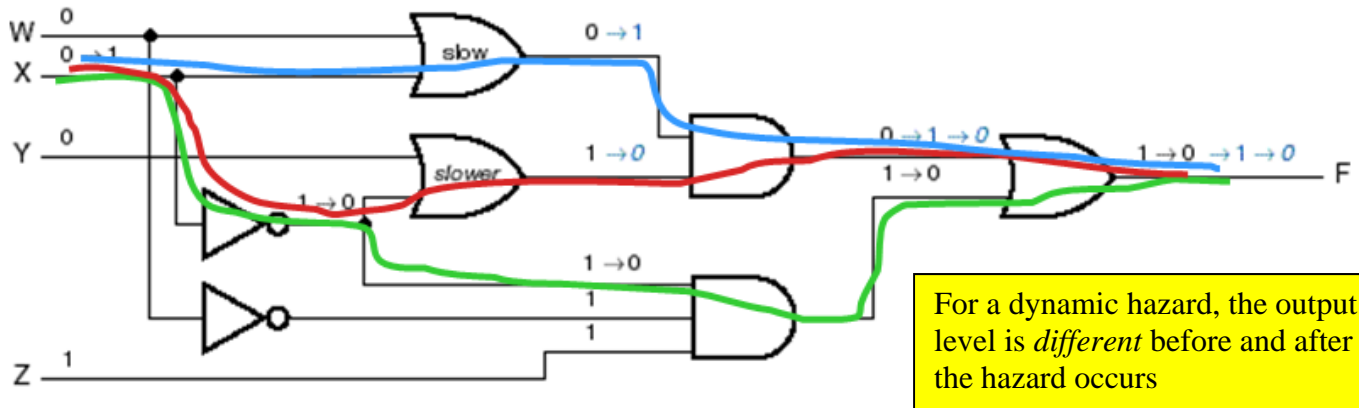 0
W
0 → 1
X
slow
0 → 1
Y
0
slower
1 → 0
0 → 1 → 0
1 → 0
1 → 0 → 1 → 0
F
1 → 0
1 → 0
1
1
Z
1
For a dynamic hazard, the output
level is different before and after
the hazard occurs